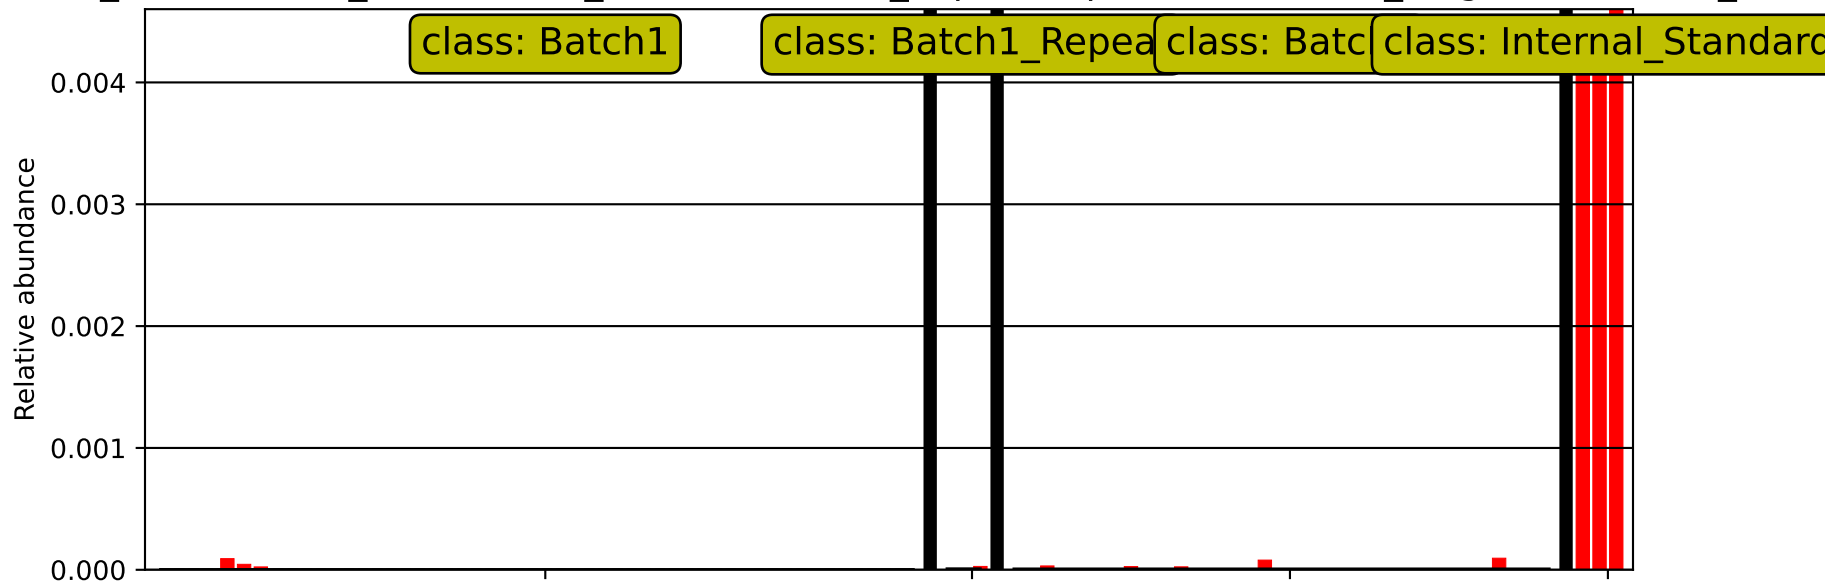 class: Batch1
class: Batch1_Repea
class: Batc
class: Internal_Standard
0.004
0.003
0.002
0.001
0.000
Relative abundance